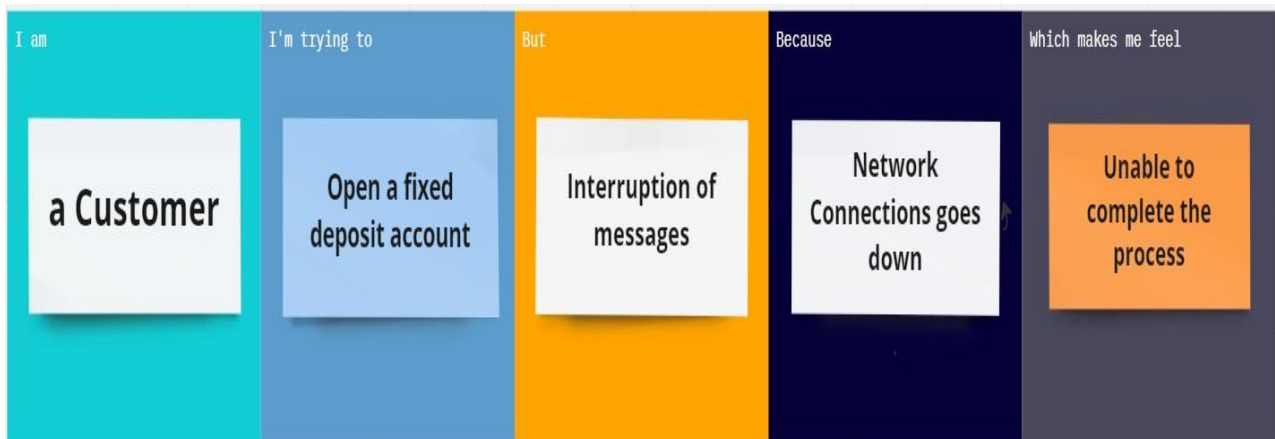 I am
a Customer
I'm trying to
Open a fixed
deposit account
But
Interruption of
messages
Because
Network
Connections goes
down
Which makes me feel
Unable to
complete the
process